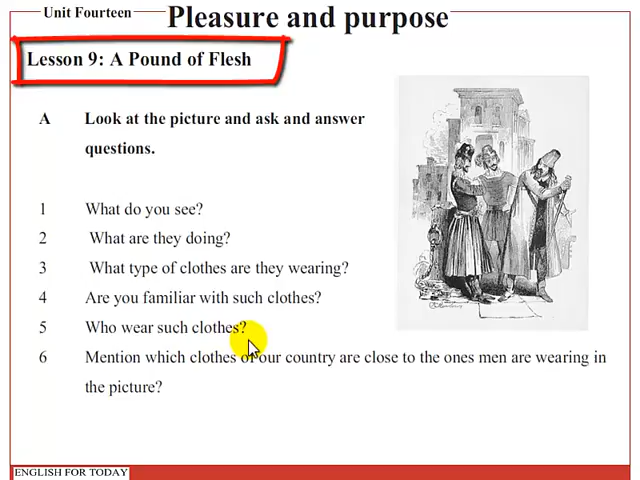 Unit Fourteen
Pleasure and purpose
Lesson 9: A Pound of Flesh
A Look at the picture and ask and answer
questions.
1 What do you see?
2 What are they doing?
3 What type of clothes are they wearing?
4 Are you familiar with such clothes?
5 Who wear such clothes?
6 Mention which clothes of our country are close to the ones men are wearing in
the picture?
ENGLISH FOR TODAY